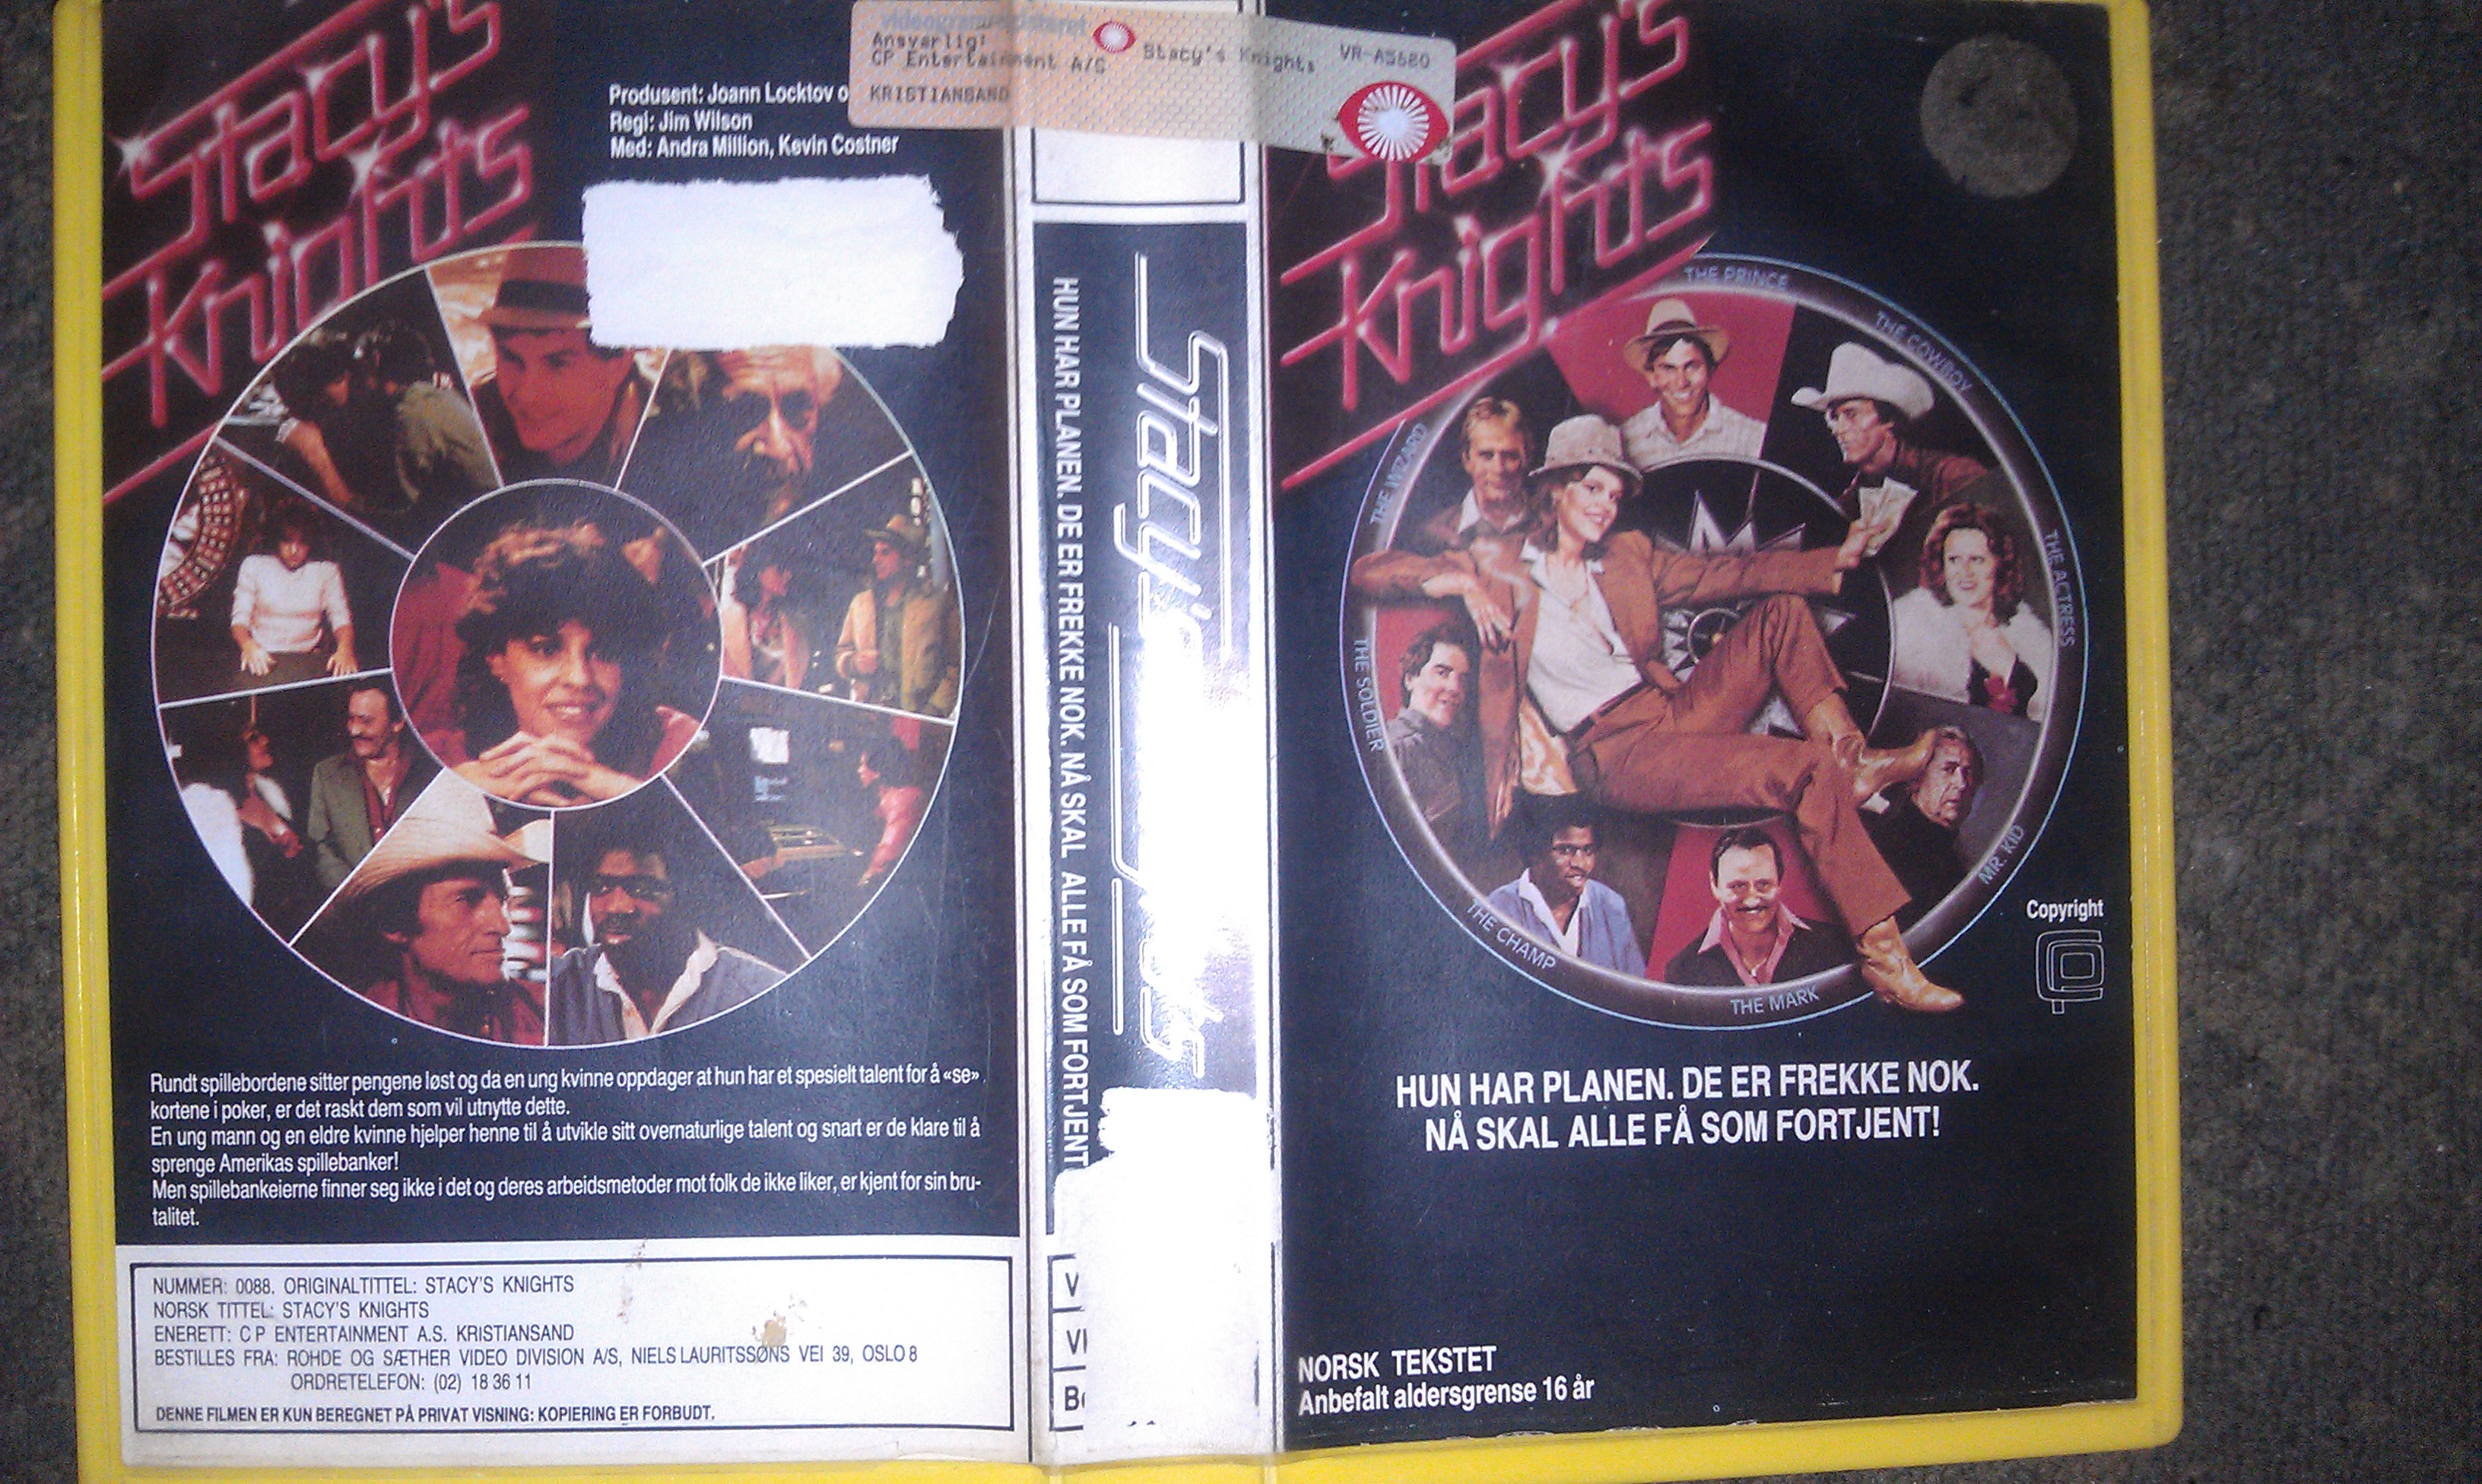 Stacy's
Knights
Produsent: Joann Locktov
Regi: Jim Wilson
Med: Andra Million, Kevin Costner
videogramregisteret
Ansvarlig:
CP Entertainment A/S
KRISTIANSAND
Stacy's Knights
VR-A5680
Rundt spillebordene sitter pengene løst og da en ung kvinne oppdager at hun har et spesielt talent for å «se»
kortene i poker, er det raskt dem som vil utnytte dette.
En ung mann og en eldre kvinne hjelper henne til å utvikle sitt overnaturlige talent og snart er de klare til å
sprenge Amerikas spillebanker!
Men spillebankeierne finner seg ikke i det og deres arbeidsmetoder mot folk de ikke liker, er kjent for sin bru-
talitet.
NUMMER: 0088. ORIGINALTITTEL: STACY'S KNIGHTS
NORSK TITTEL: STACY'S KNIGHTS
ENERETT: C P ENTERTAINMENT A.S. KRISTIANSAND
BESTILLES FRA: ROHDE OG SÆTHER VIDEO DIVISION A/S, NIELS LAURITSSØNS VEI 39, OSLO 8
ORDRETELEFON: (02) 18 36 11
DENNE FILMEN ER KUN BEREGNET PÅ PRIVAT VISNING: KOPIERING ER FORBUDT.
Stacy's
HUN HAR PLANEN. DE ER FREKKE NOK. NÅ SKAL ALLE FÅ SOM FORTJENT
Stacy's
Knights
THE PRINCE
THE COWBOY
THE WIZARD
THE ACTRESS
THE SOLDIER
MR. KID
THE CHAMP
THE MARK
Copyright
HUN HAR PLANEN. DE ER FREKKE NOK.
NÅ SKAL ALLE FÅ SOM FORTJENT!
NORSK TEKSTET
Anbefalt aldersgrense 16 år